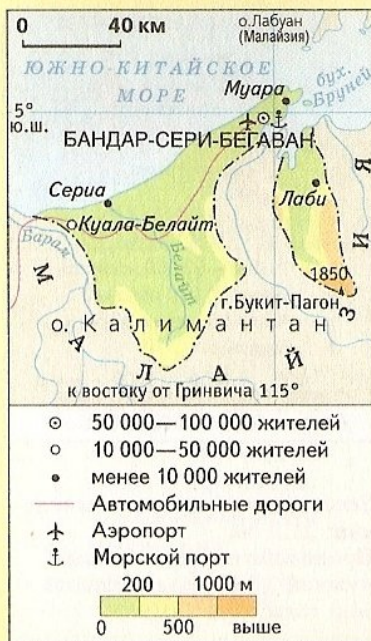 0 40 км
о.Лабуан
(Малайзия)
ЮЖНО-КИТАЙСКОЕ
МОРЕ
Муара
бух.
Бруней
5°
ю.ш.
БАНДАР-СЕРИ-БЕГАВАН
Сериа
Лаби
Куала-Белайт
Барам
Белайт
1850
г.Букит-Пагон
о. Калимантан
МАЛАЙЗИЯ
к востоку от Гринвича 115°
50 000—100 000 жителей
10 000—50 000 жителей
менее 10 000 жителей
Автомобильные дороги
Аэропорт
Морской порт
200 1000 м
0 500 выше